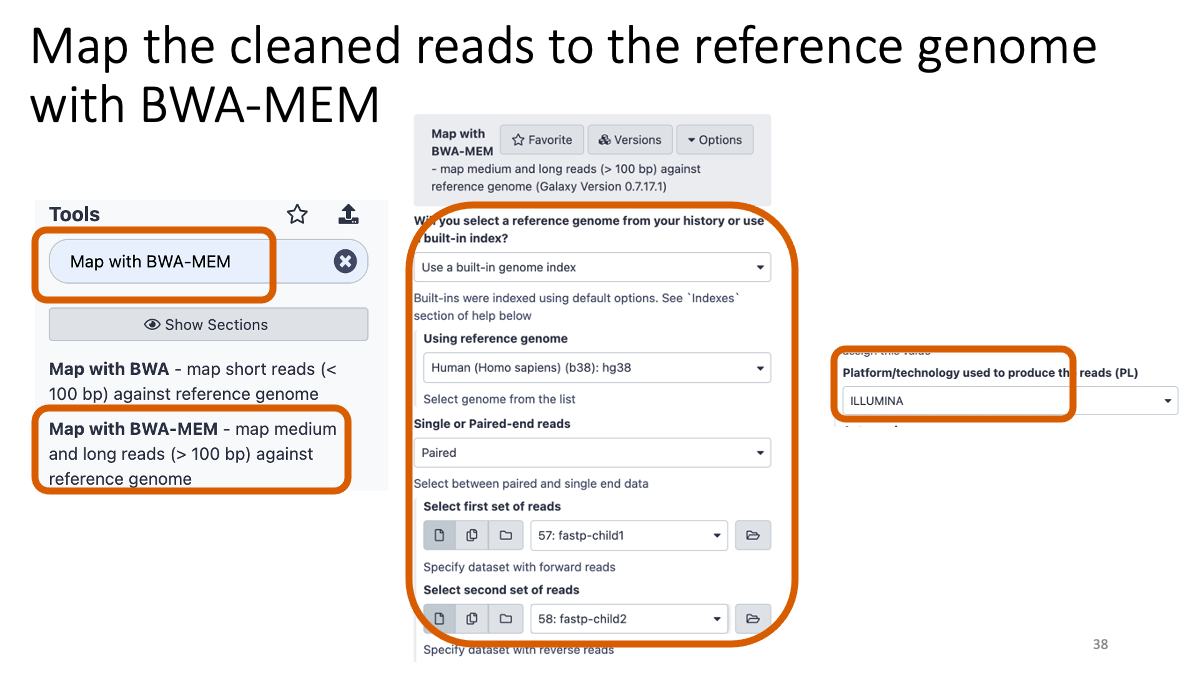 Map the cleaned reads to the reference genome
with BWA-MEM
Tools
Map with BWA-MEM
Show Sections
Map with BWA - map short reads (<
100 bp) against reference genome
Map with BWA-MEM - map medium
and long reads (> 100 bp) against
reference genome
Map with
BWA-MEM
Favorite
Versions
Options
- map medium and long reads (> 100 bp) against
reference genome (Galaxy Version 0.7.17.1)
Will you select a reference genome from your history or use
built-in index?
Use a built-in genome index
Built-ins were indexed using default options. See `Indexes`
section of help below
Using reference genome
Human (Homo sapiens) (b38): hg38
Select genome from the list
Single or Paired-end reads
Paired
Select between paired and single end data
Select first set of reads
57: fastp-child1
Specify dataset with forward reads
Select second set of reads
58: fastp-child2
Specify dataset with reverse reads
Platform/technology used to produce the reads (PL)
ILLUMINA
38